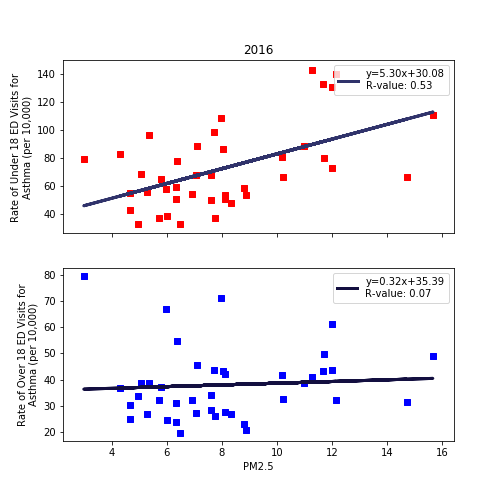 2016
Rate of Under 18 ED Visits for
Asthma (per 10,000)
140
120
100
80
60
40
y=5.30x+30.08
R-value: 0.53
Rate of Over 18 ED Visits for
Asthma (per 10,000)
80
70
60
50
40
30
20
y=0.32x+35.39
R-value: 0.07
4 6 8 10 12 14 16
PM2.5